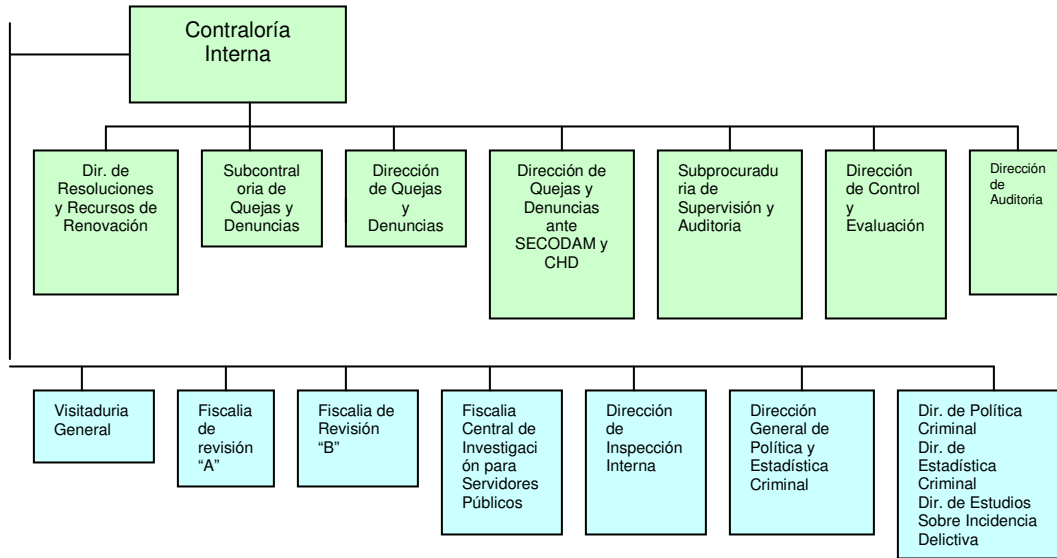 Contraloría
Interna
Dir. de
Resoluciones
y Recursos de
Renovación
Subcontral
oria de
Quejas y
Denuncias
Dirección
de Quejas
y
Denuncias
Dirección de
Quejas y
Denuncias
ante
SECODAM y
CHD
Subprocuradu
ria de
Supervisión y
Auditoria
Dirección
de Control
y
Evaluación
Dirección
de
Auditoria
Visitaduria
General
Fiscalia
de
revisión
“A”
Fiscalia de
Revisión
“B”
Fiscalia
Central de
Investigaci
ón para
Servidores
Públicos
Dirección
de
Inspección
Interna
Dirección
General de
Política y
Estadística
Criminal
Dir. de Política
Criminal
Dir. de
Estadística
Criminal
Dir. de Estudios
Sobre Incidencia
Delictiva